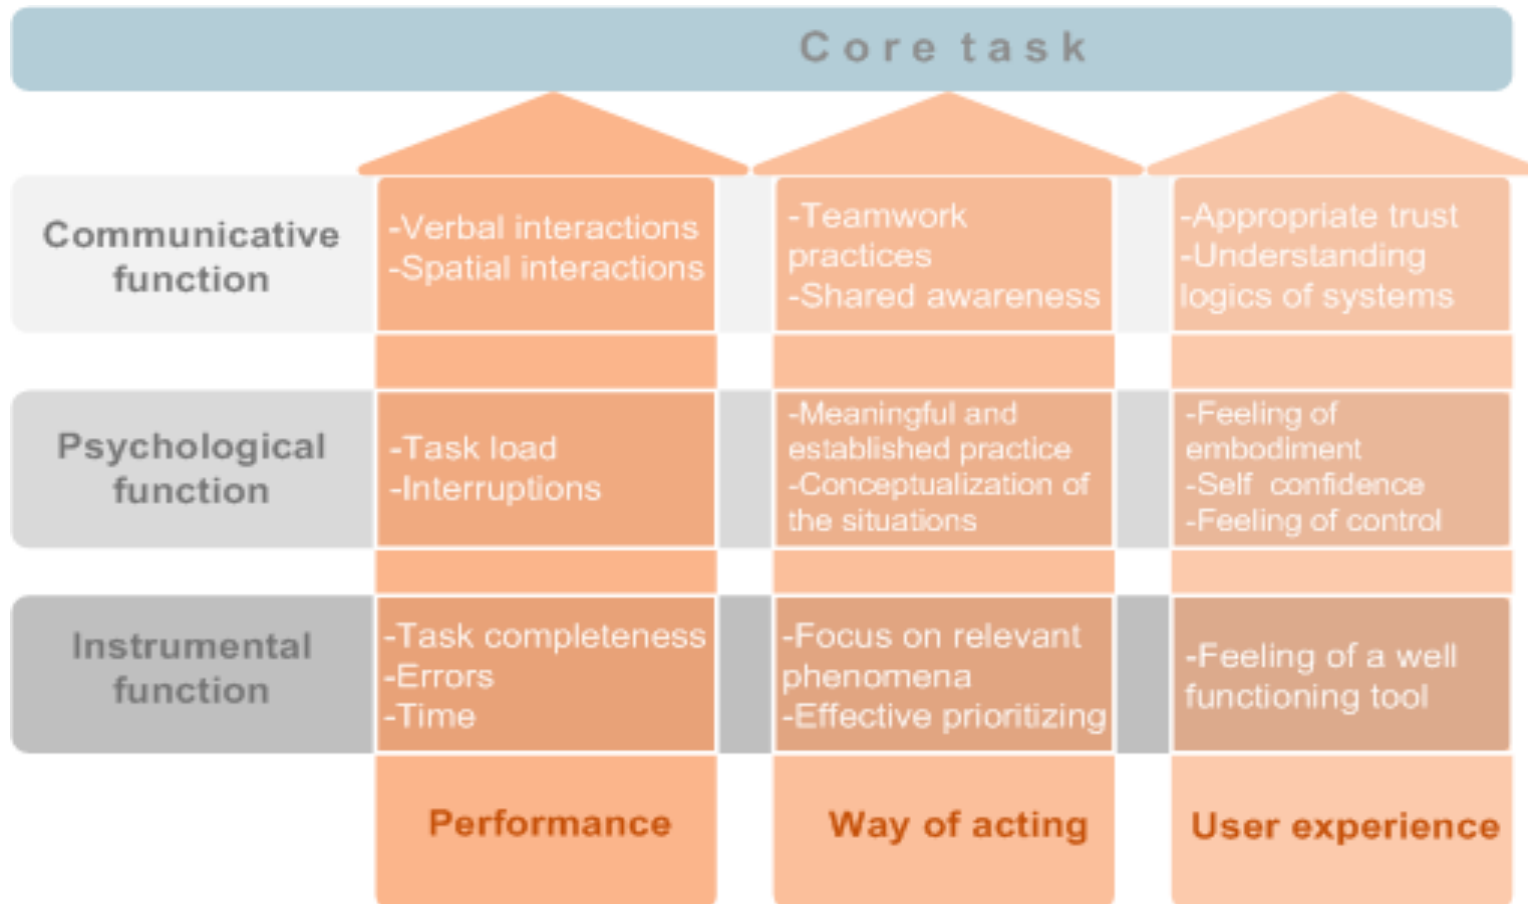 Core task
Communicative
function
-Verbal interactions
-Spatial interactions
-Teamwork
practices
-Shared awareness
-Appropriate trust
-Understanding
logics of systems
Psychological
function
-Task load
-Interruptions
-Meaningful and
established practice
-Conceptualization of
the situations
-Feeling of
embodiment
-Self confidence
-Feeling of control
Instrumental
function
-Task completeness
-Errors
-Time
-Focus on relevant
phenomena
-Effective prioritizing
-Feeling of a well
functioning tool
Performance
Way of acting
User experience